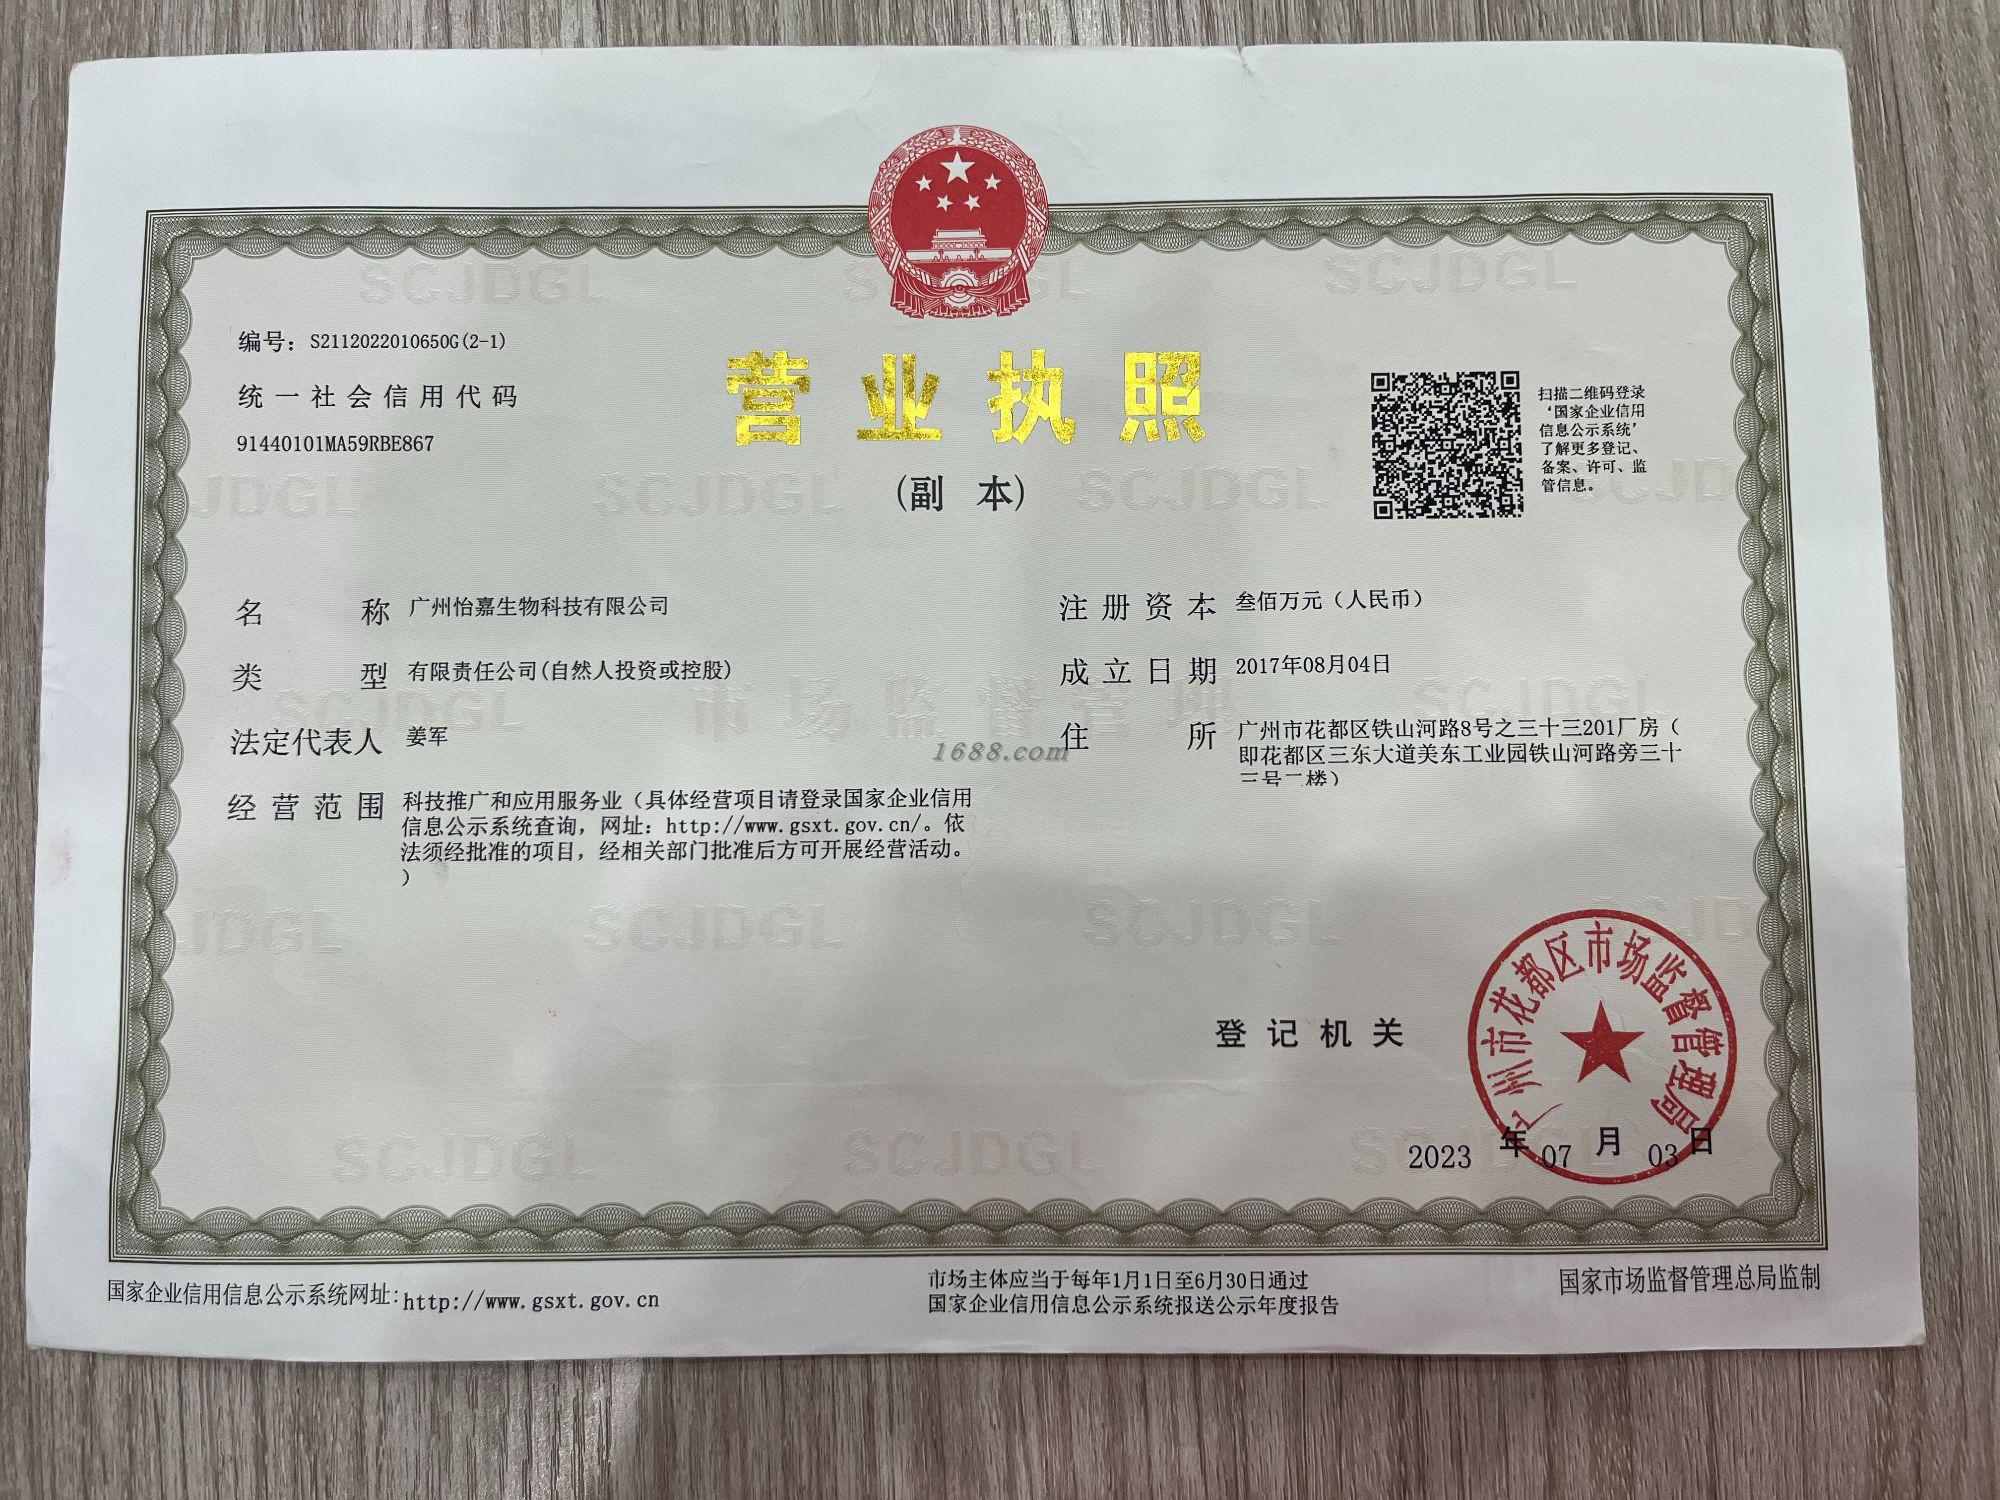 编号：S2112022010650G(2-1)
统一社会信用代码
91440101MA59RBE867
营业执照
(副 本)
扫描二维码登录
‘国家企业信用
信息公示系统’
了解更多登记、
备案、许可、监
管信息。
名 称 广州怡嘉生物科技有限公司
类 型 有限责任公司(自然人投资或控股)
法定代表人 姜军
经营范围 科技推广和应用服务业（具体经营项目请登录国家企业信用
信息公示系统查询，网址：http://www.gsxt.gov.cn/。依
法须经批准的项目，经相关部门批准后方可开展经营活动。
）
注册资本 叁佰万元（人民币）
成立日期 2017年08月04日
住 所 广州市花都区铁山河路8号之三十三201厂房（
即花都区三东大道美东工业园铁山河路旁三十
三号二楼）
1688.com
登记机关
广州市花都区市场监督管理局
2023 年 07 月 03 日
国家企业信用信息公示系统网址：http://www.gsxt.gov.cn
市场主体应当于每年1月1日至6月30日通过
国家企业信用信息公示系统报送公示年度报告
国家市场监督管理总局监制
SCJDGL
市场监督管理